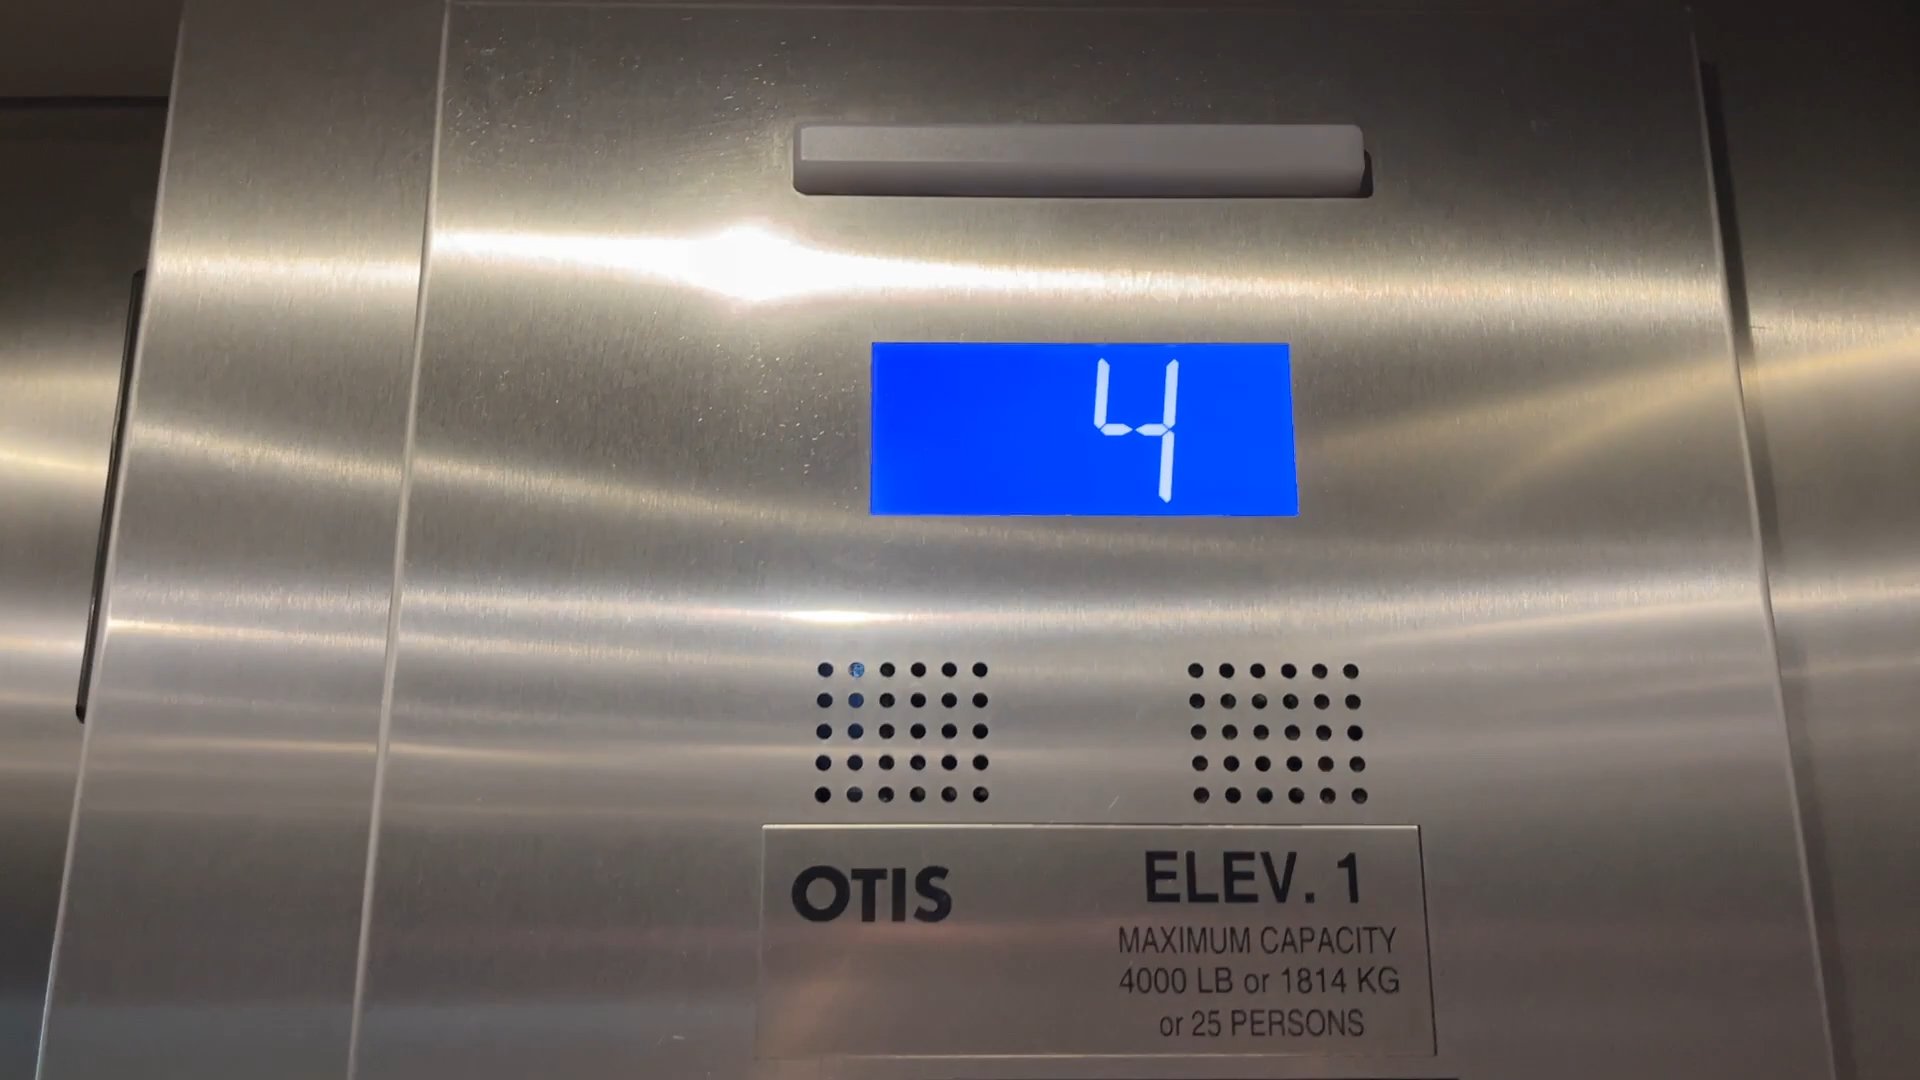 4
OTIS
ELEV. 1
MAXIMUM CAPACITY
4000 LB or 1814 KG
or 25 PERSONS